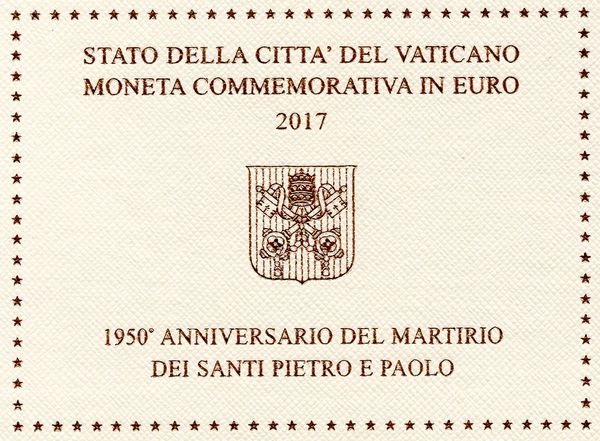 STATO DELLA CITTA' DEL VATICANO
MONETA COMMEMORATIVA IN EURO
2017
1950° ANNIVERSARIO DEL MARTIRIO
DEI SANTI PIETRO E PAOLO